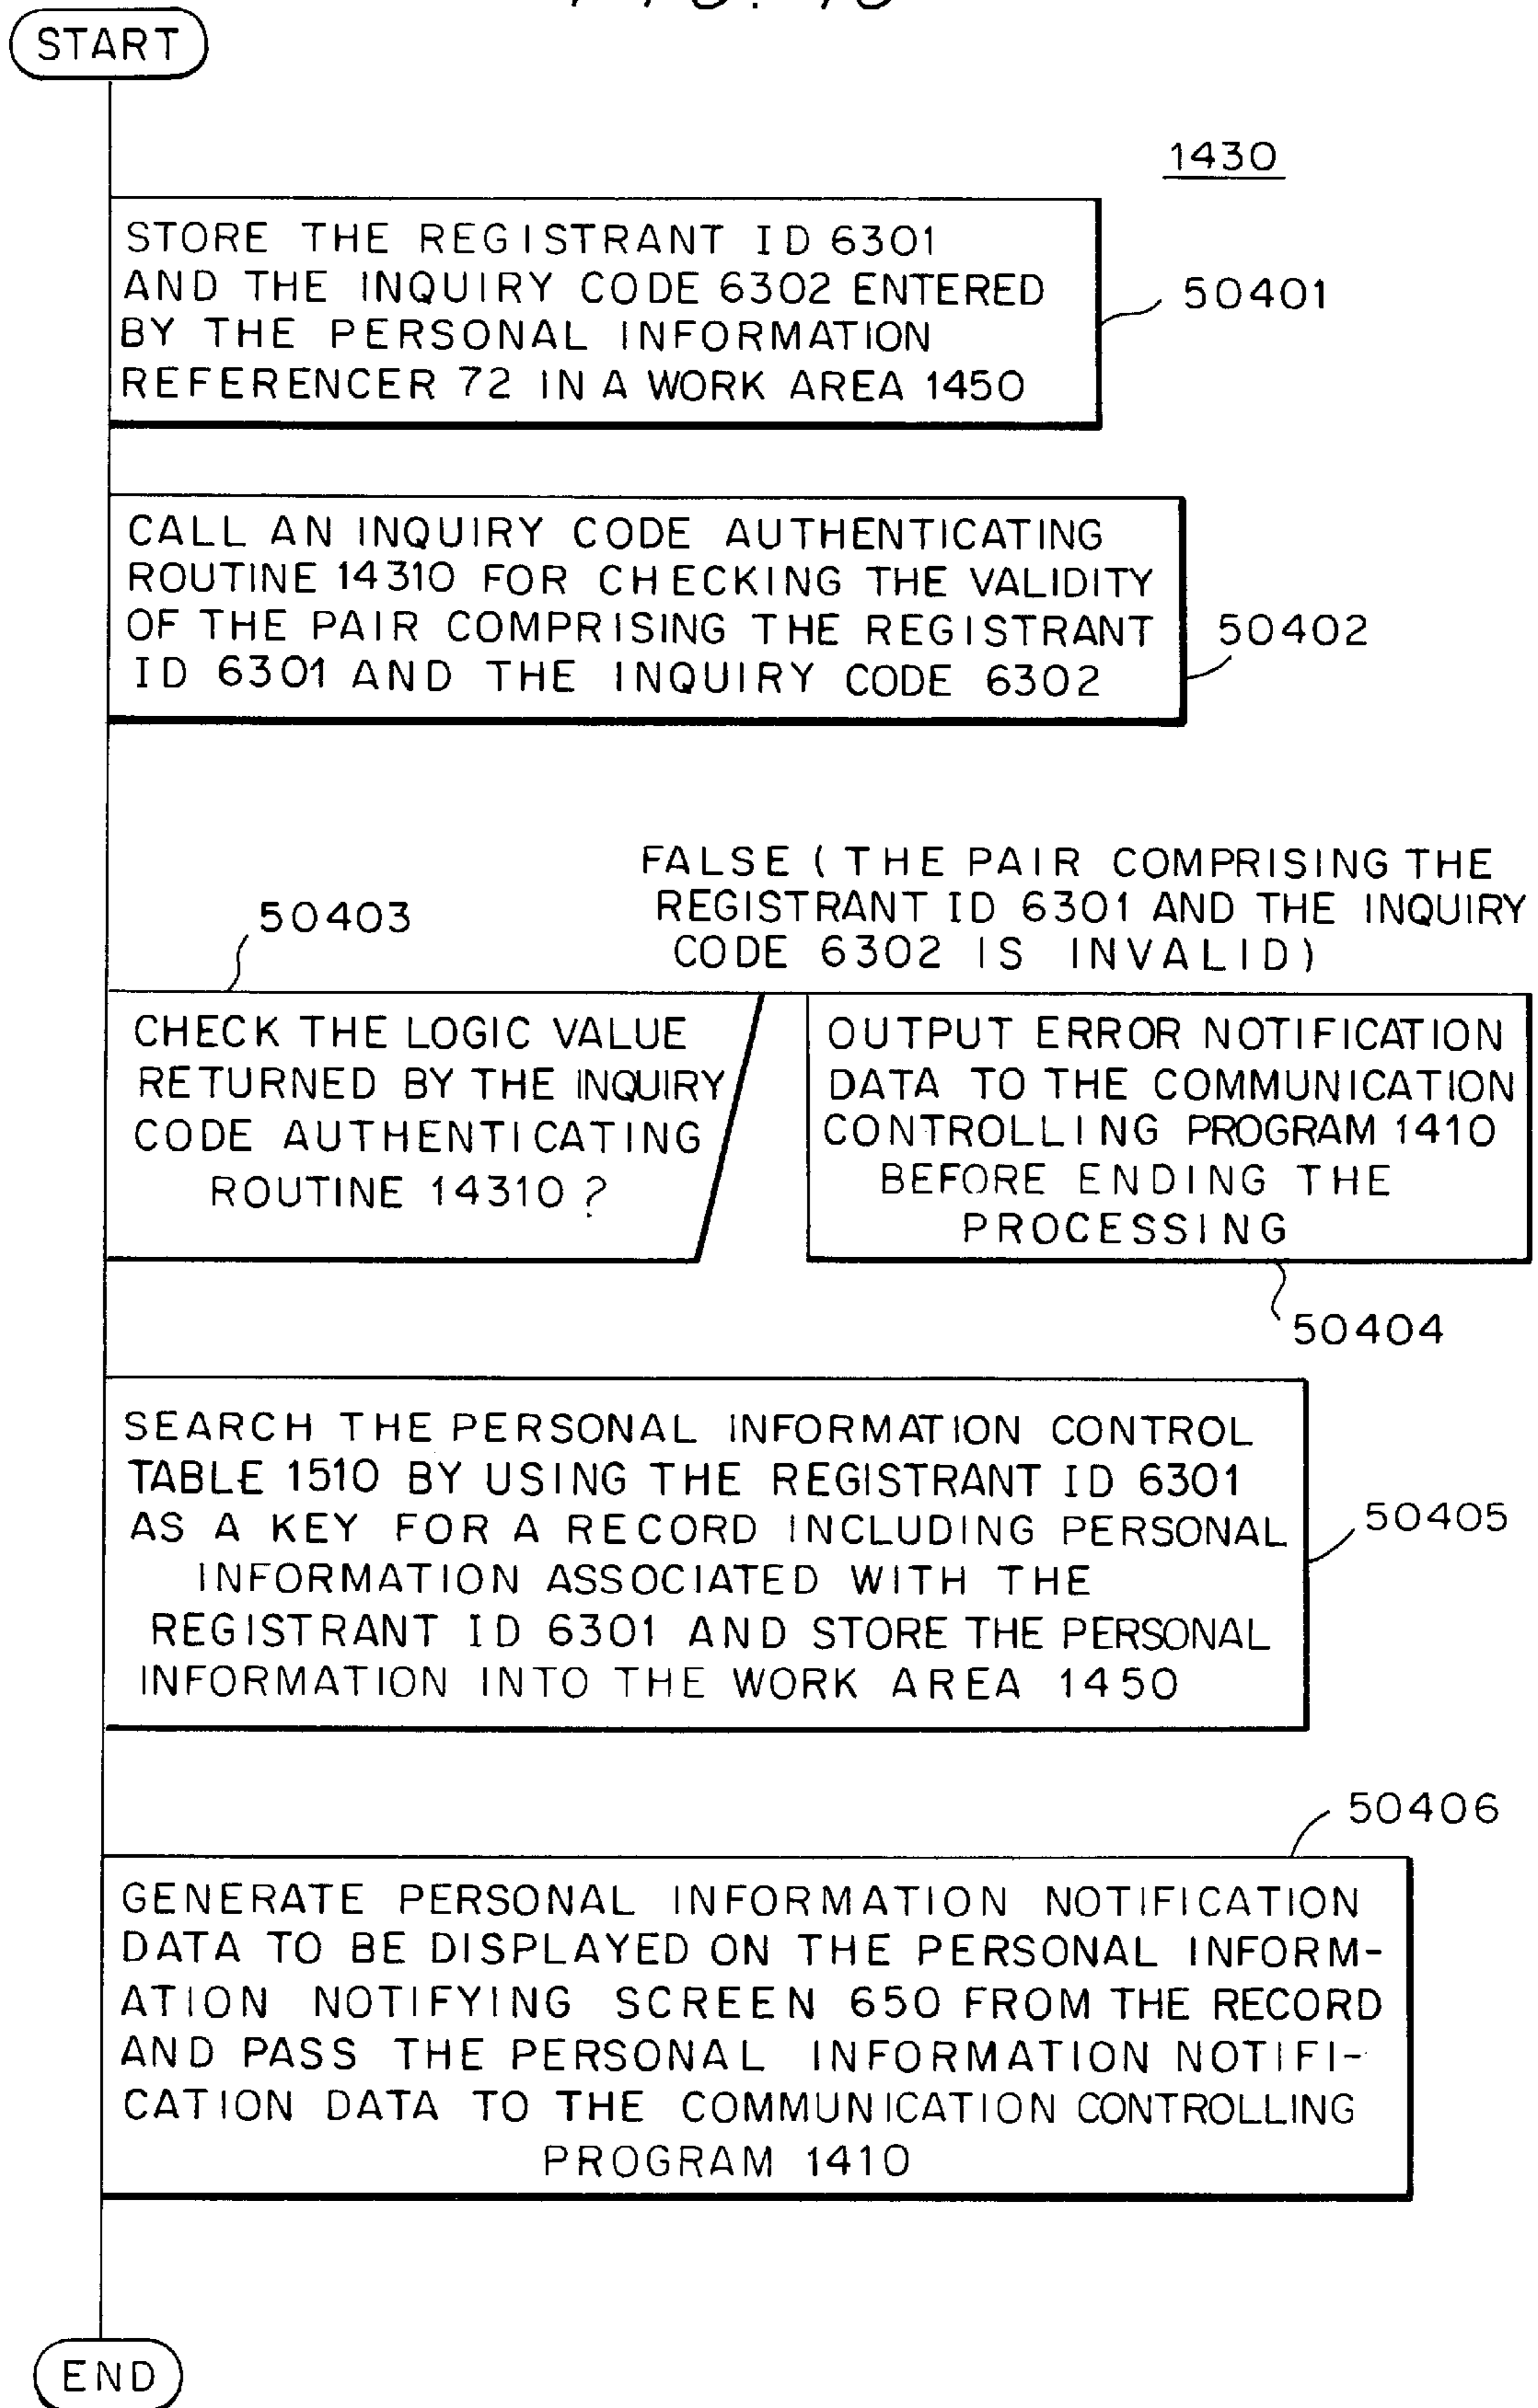 START
1430
STORE THE REGISTRANT ID 6301
AND THE INQUIRY CODE 6302 ENTERED
BY THE PERSONAL INFORMATION
REFERENCER 72 IN A WORK AREA 1450
50401
CALL AN INQUIRY CODE AUTHENTICATING
ROUTINE 14310 FOR CHECKING THE VALIDITY
OF THE PAIR COMPRISING THE REGISTRANT
ID 6301 AND THE INQUIRY CODE 6302
50402
FALSE (THE PAIR COMPRISING THE
REGISTRANT ID 6301 AND THE INQUIRY
CODE 6302 IS INVALID)
50403
CHECK THE LOGIC VALUE
RETURNED BY THE INQUIRY
CODE AUTHENTICATING
ROUTINE 14310?
OUTPUT ERROR NOTIFICATION
DATA TO THE COMMUNICATION
CONTROLLING PROGRAM 1410
BEFORE ENDING THE
PROCESSING
50404
SEARCH THE PERSONAL INFORMATION CONTROL
TABLE 1510 BY USING THE REGISTRANT ID 6301
AS A KEY FOR A RECORD INCLUDING PERSONAL
INFORMATION ASSOCIATED WITH THE
REGISTRANT ID 6301 AND STORE THE PERSONAL
INFORMATION INTO THE WORK AREA 1450
50405
50406
GENERATE PERSONAL INFORMATION NOTIFICATION
DATA TO BE DISPLAYED ON THE PERSONAL INFORM-
ATION NOTIFYING SCREEN 650 FROM THE RECORD
AND PASS THE PERSONAL INFORMATION NOTIFI-
CATION DATA TO THE COMMUNICATION CONTROLLING
PROGRAM 1410
END